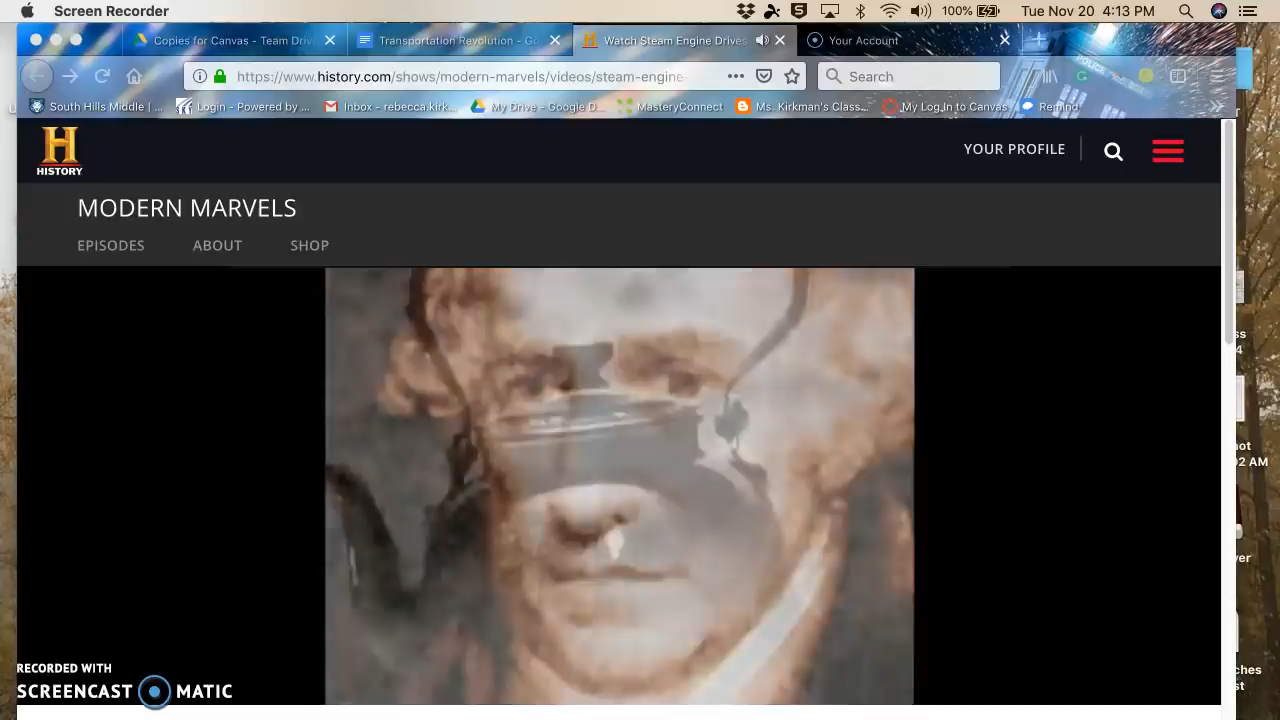 Screen Recorder
100%
Tue Nov 20 4:13 PM
Copies for Canvas - Team Driv
Transportation Revolution - Go
Watch Steam Engine Drives
Your Account
https://www.history.com/shows/modern-marvels/videos/steam-engine-
Search
South Hills Middle | ...
Login - Powered by ...
Inbox - rebecca.kirk...
My Drive - Google D...
MasteryConnect
Ms. Kirkman's Class...
My Log In to Canvas
Remind
H
HISTORY
YOUR PROFILE
MODERN MARVELS
EPISODES
ABOUT
SHOP
RECORDED WITH
SCREENCAST MATIC